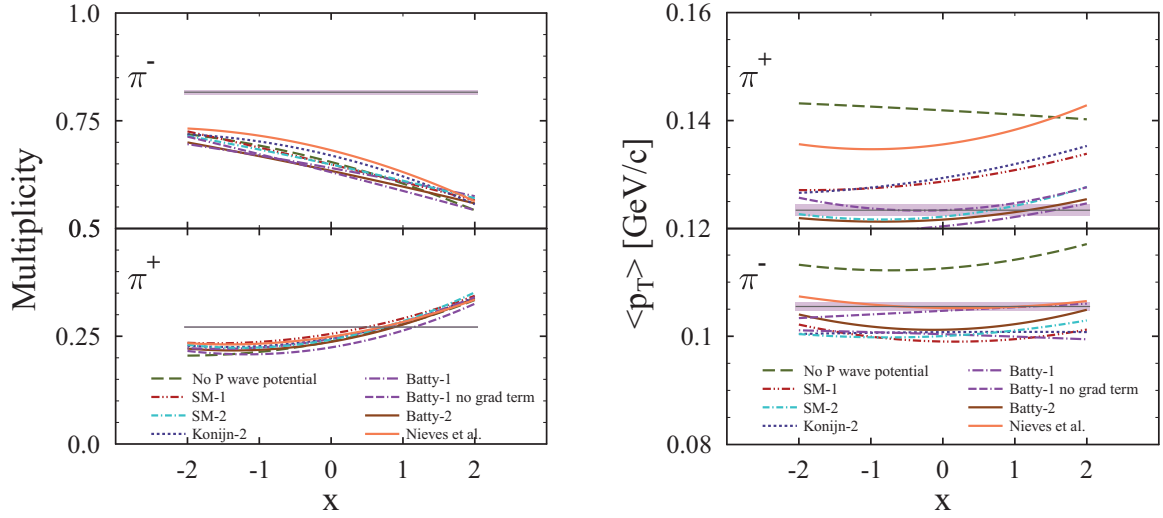 Multiplicity
1.0
π-
0.75
0.5
π+
0.25
No P wave potential
SM-1
SM-2
Konijn-2
Batty-1
Batty-1 no grad term
Batty-2
Nieves et al.
0.0
-2 -1 0 1 2
x
<pT> [GeV/c]
0.16
π+
0.14
0.12
π-
0.1
No P wave potential
SM-1
SM-2
Konijn-2
Batty-1
Batty-1 no grad term
Batty-2
Nieves et al.
0.08
-2 -1 0 1 2
x